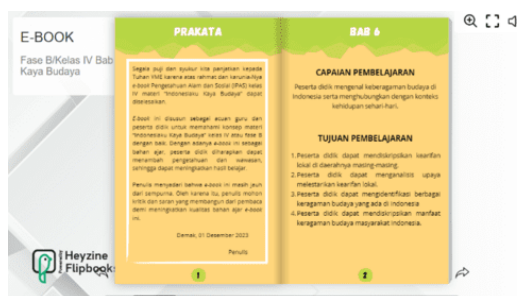 E-BOOK
Fase B/Kelas IV Bab
Kaya Budaya
PRAKATA
Segala puji dan syukur kita panjatkan kepada
Tuhan YME karena atas rahmat dan karunia-Nya
e-book Pengetahuan Alam dan Sosial (IPAS) kelas
IV materi "Indonesiaku Kaya Budaya" dapat
diselesaikan.
E-book ini disusun sebagai acuan guru dan
peserta didik untuk memahami konsep materi
"Indonesiaku Kaya Budaya" kelas IV atau fase B
dengan baik. Dengan adanya e-book ini sebagai
bahan ajar, peserta didik diharapkan dapat
menambah pengetahuan dan wawasan,
sehingga dapat meningkatkan hasil belajar.
Penulis menyadari bahwa e-book ini masih jauh
dari sempurna. Oleh karena itu, penulis mohon
kritik dan saran yang membangun dari pembaca
demi meningkatkan kualitas bahan ajar e-book
ini.
Demak, 01 Desember 2023
Penulis
1
BAB 6
CAPAIAN PEMBELAJARAN
Peserta didik mengenal keberagaman budaya di
Indonesia serta menghubungkan dengan konteks
kehidupan sehari-hari.
TUJUAN PEMBELAJARAN
1. Peserta didik dapat mendiskripsikan kearifan
lokal di daerahnya masing-masing.
2. Peserta didik dapat menganalisis upaya
melestarikan kearifan lokal.
3. Peserta didik dapat mengidentifikasi berbagai
keragaman budaya yang ada di indonesia
4. Peserta didik dapat mendiskripsikan manfaat
keragaman budaya masyarakat indonesia.
2
Heyzine
Flipbooks